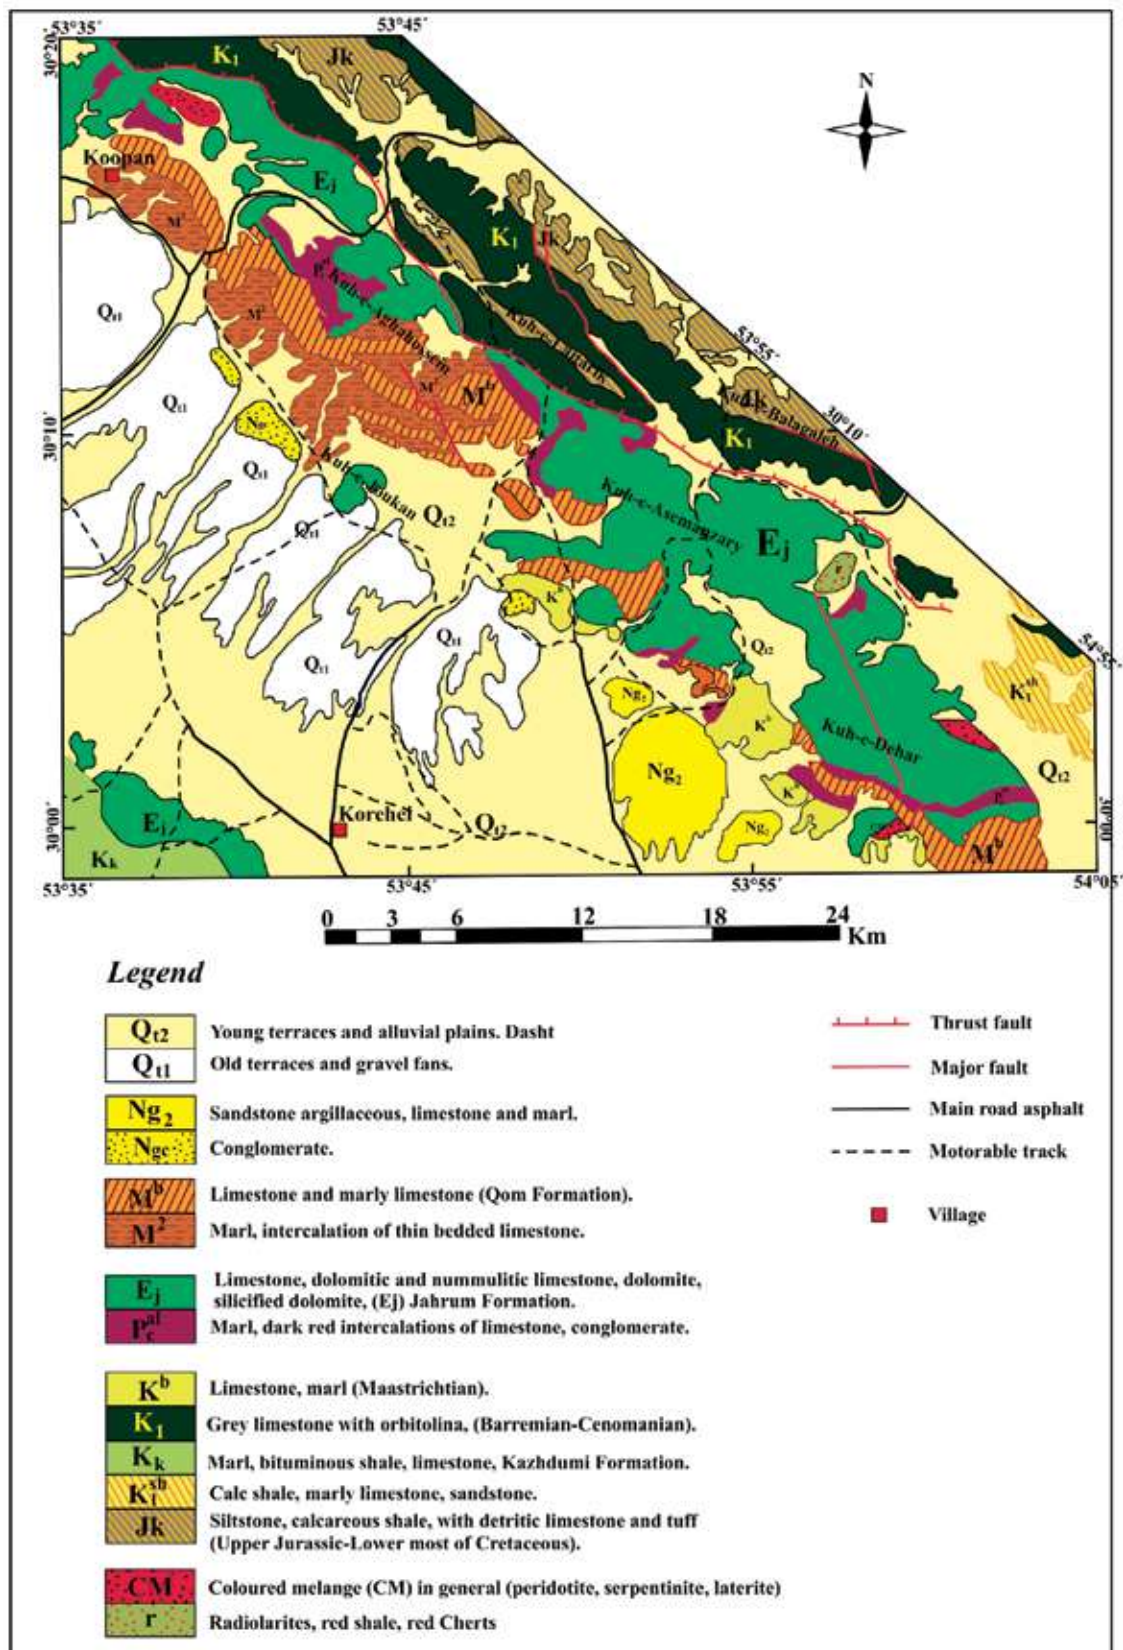 53°35´
53°45´
30°20´
K1
Jk
N
Koopan
Ej
M2
K1
Jk
Qt1
Kuh-e-Aghahossein
M2
53°55´
Qt1
M2
Mb
Jk
Kuh-e-Balagaleh
30°10´
30°10´
K1
Qt1
Kuh-e-Joukan
Qt2
Qt1
Kuh-e-Asemanzary
Ej
r
Kb
Qt1
Qt1
Qt2
54°55´
K1sh
Ng2
Kb
Kuh-e-Dehar
Ng2
Qt2
Kb
Korehel
Ej
Qt2
Ng2
30°00´
30°00´
Kk
Mb
53°35´
53°45´
53°55´
54°05´
0 3 6 12 18 24
Km
Legend
Qt2 Young terraces and alluvial plains. Dasht
Qt1 Old terraces and gravel fans.
Ng2 Sandstone argillaceous, limestone and marl.
Ngc Conglomerate.
Mb Limestone and marly limestone (Qom Formation).
M2 Marl, intercalation of thin bedded limestone.
Ej Limestone, dolomitic and nummulitic limestone, dolomite,
silicified dolomite, (Ej) Jahrum Formation.
Pcal Marl, dark red intercalations of limestone, conglomerate.
Kb Limestone, marl (Maastrichtian).
K1 Grey limestone with orbitolina, (Barremian-Cenomanian).
Kk Marl, bituminous shale, limestone, Kazhdumi Formation.
K1sh Calc shale, marly limestone, sandstone.
Jk Siltstone, calcareous shale, with detritic limestone and tuff
(Upper Jurassic-Lower most of Cretaceous).
CM Coloured melange (CM) in general (peridotite, serpentinite, laterite)
r Radiolarites, red shale, red Cherts
Thrust fault
Major fault
Main road asphalt
Motorable track
Village